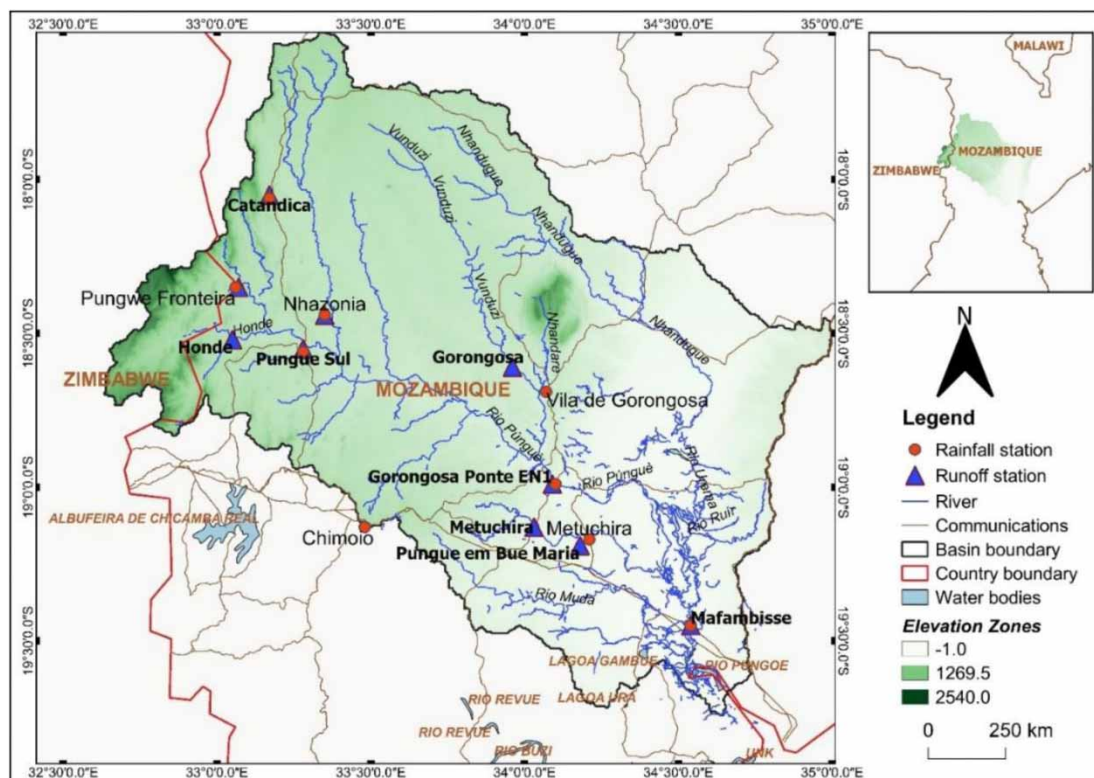 32°30'0.0"E 33°0'0.0"E 33°30'0.0"E 34°0'0.0"E 34°30'0.0"E 35°0'0.0"E
18°0'0.0"S
18°30'0.0"S
19°0'0.0"S
19°30'0.0"S
18°0'0.0"S
18°30'0.0"S
19°0'0.0"S
19°30'0.0"S
Vunduzi
Nhandugue
Vunduzi
Catandica
Nhandugue
Pungwe Fronteira
Nhazonia
Vunduzi
Honde
Nhandare
Nhandugue
Honde
Pungue Sul
Gorongosa
ZIMBABWE
MOZAMBIQUE
Vila de Gorongosa
Rio Púnguè
Gorongosa Ponte EN1
Rio Púnguè
Rio Urema
ALBUFEIRA DE CHICAMBA REAL
Chimoio
Metuchira
Metuchira
Rio Ruir
Pungue em Bue Maria
Rio Muda
Mafambisse
LAGOA GAMBUE
RIO PUNGOE
RIO REVUE
LAGOA URA
RIO REVUE
RIO BUZI
UNK
32°30'0.0"E 33°0'0.0"E 33°30'0.0"E 34°0'0.0"E 34°30'0.0"E 35°0'0.0"E
MALAWI
MOZAMBIQUE
ZIMBABWE
N
Legend
Rainfall station
Runoff station
River
Communications
Basin boundary
Country boundary
Water bodies
Elevation Zones
-1.0
1269.5
2540.0
0 250 km